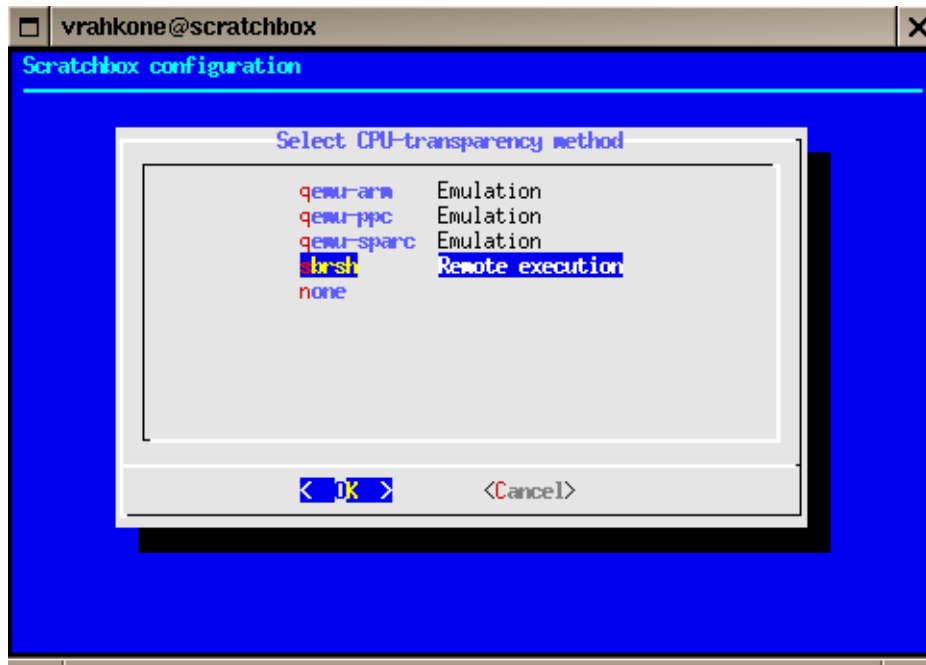 vrahkone@scratchbox
Scratchbox configuration
Select CPU-transparency method
qemu-arm Emulation
qemu-ppc Emulation
qemu-sparc Emulation
sbrsh Remote execution
none
< OK > <Cancel>